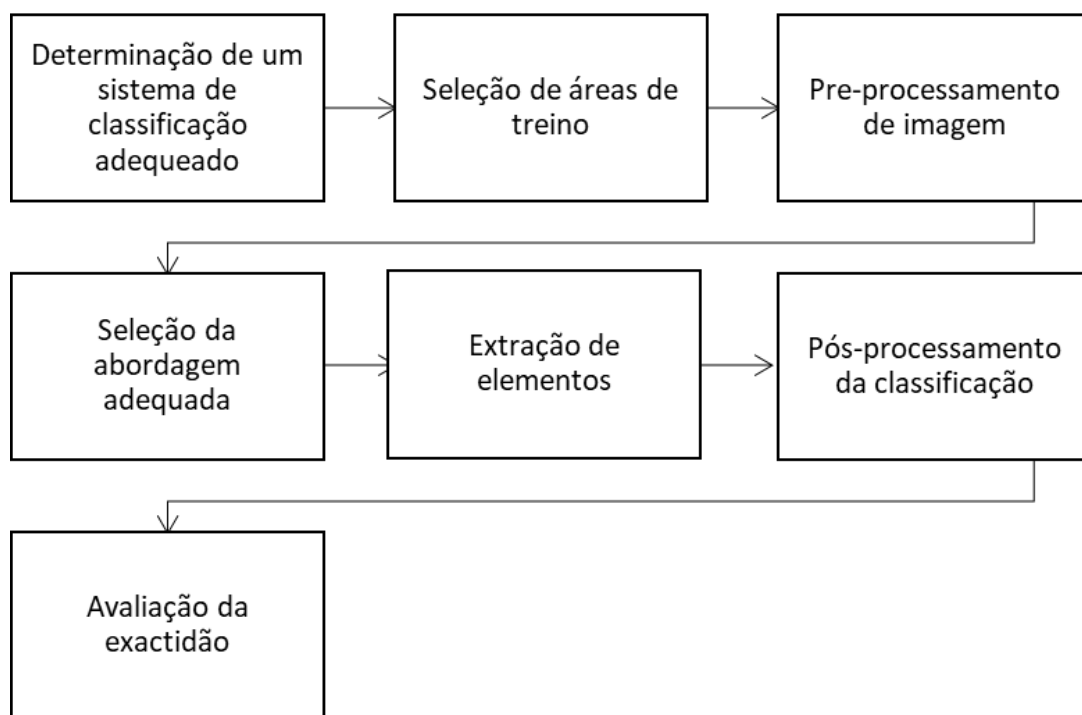 Determinação de um
sistema de
classificação
adequeado
Seleção de áreas de
treino
Pre-processamento
de imagem
Seleção da
abordagem
adequada
Extração de
elementos
Pós-processamento
da classificação
Avaliação da
exactidão